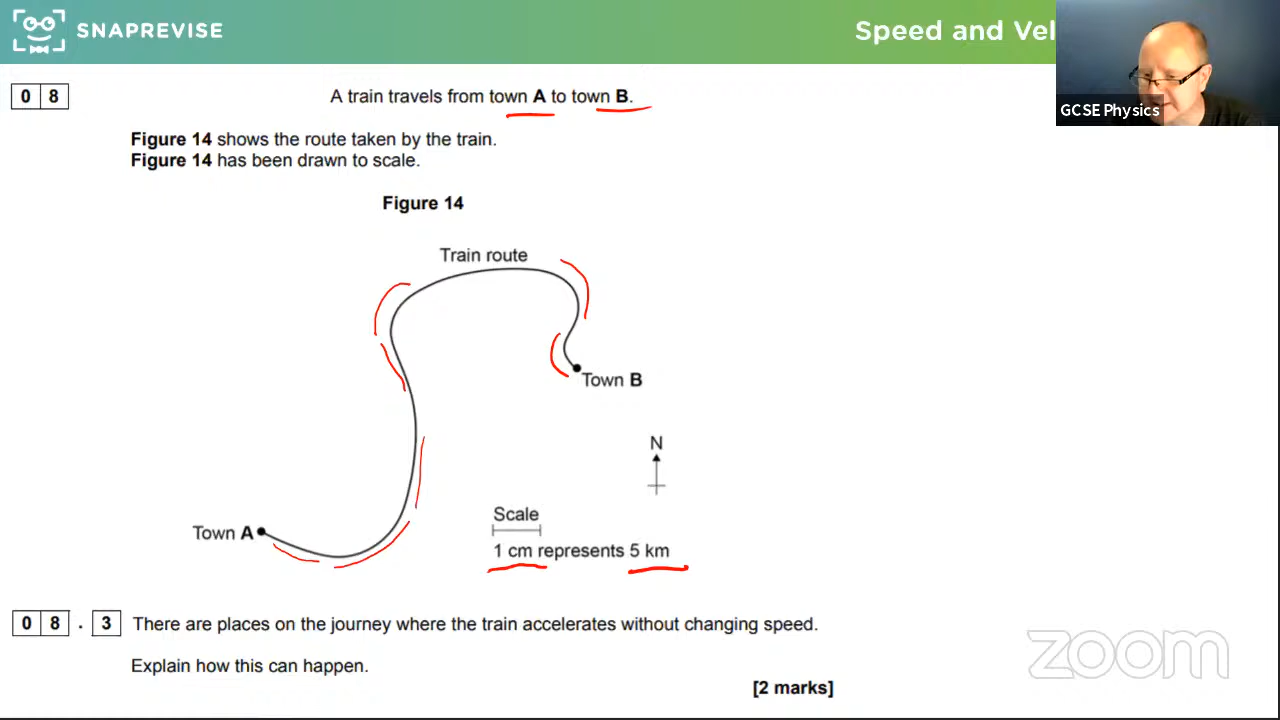 SNAPREVISE
Speed and Vel
GCSE Physics
0 8
A train travels from town A to town B.
Figure 14 shows the route taken by the train.
Figure 14 has been drawn to scale.
Figure 14
Train route
Town B
N
Scale
Town A
1 cm represents 5 km
0 8 . 3 There are places on the journey where the train accelerates without changing speed.
Explain how this can happen.
zoom
[2 marks]